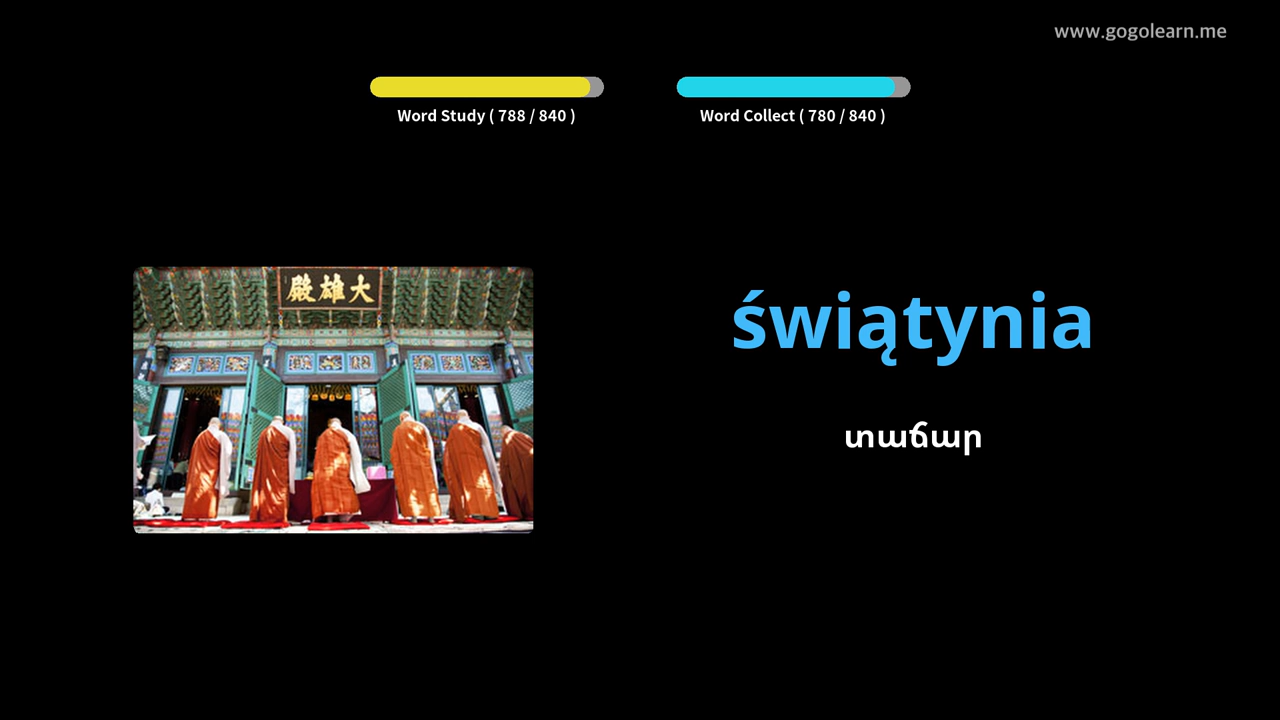 www.gogolearn.me
Word Study ( 788 / 840 )
Word Collect ( 780 / 840 )
殿雄大
świątynia
տաճար